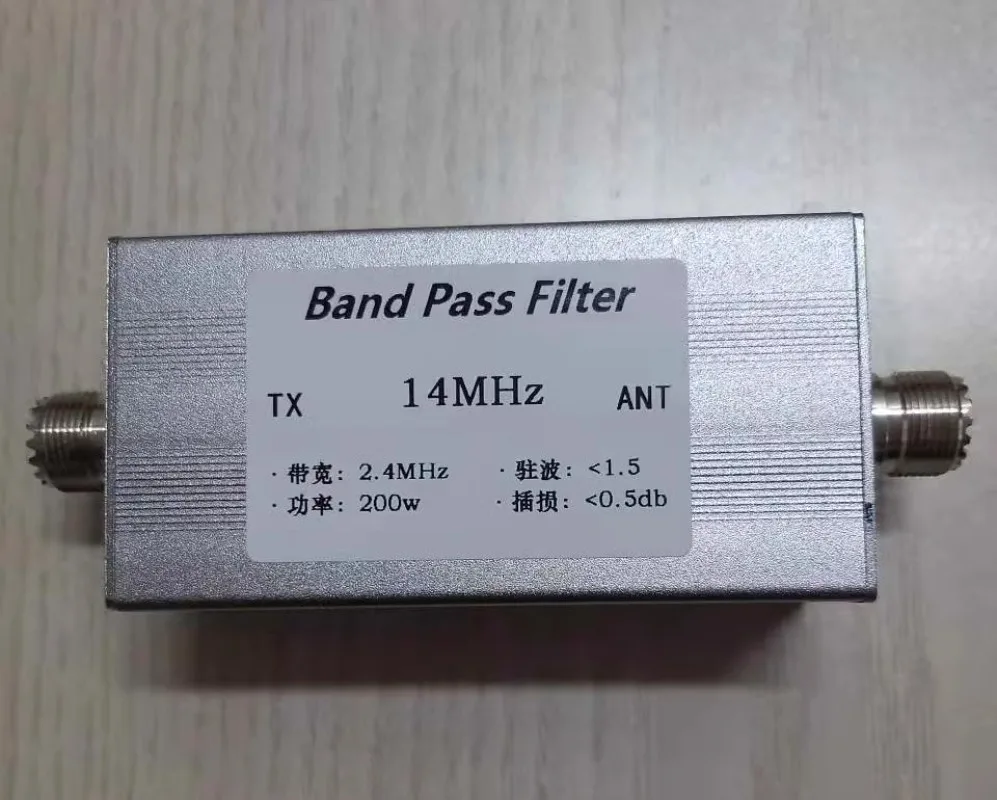 Band Pass Filter
TX 14MHz ANT
· 带宽: 2.4MHz · 驻波: <1.5
· 功率: 200w · 插损: <0.5db